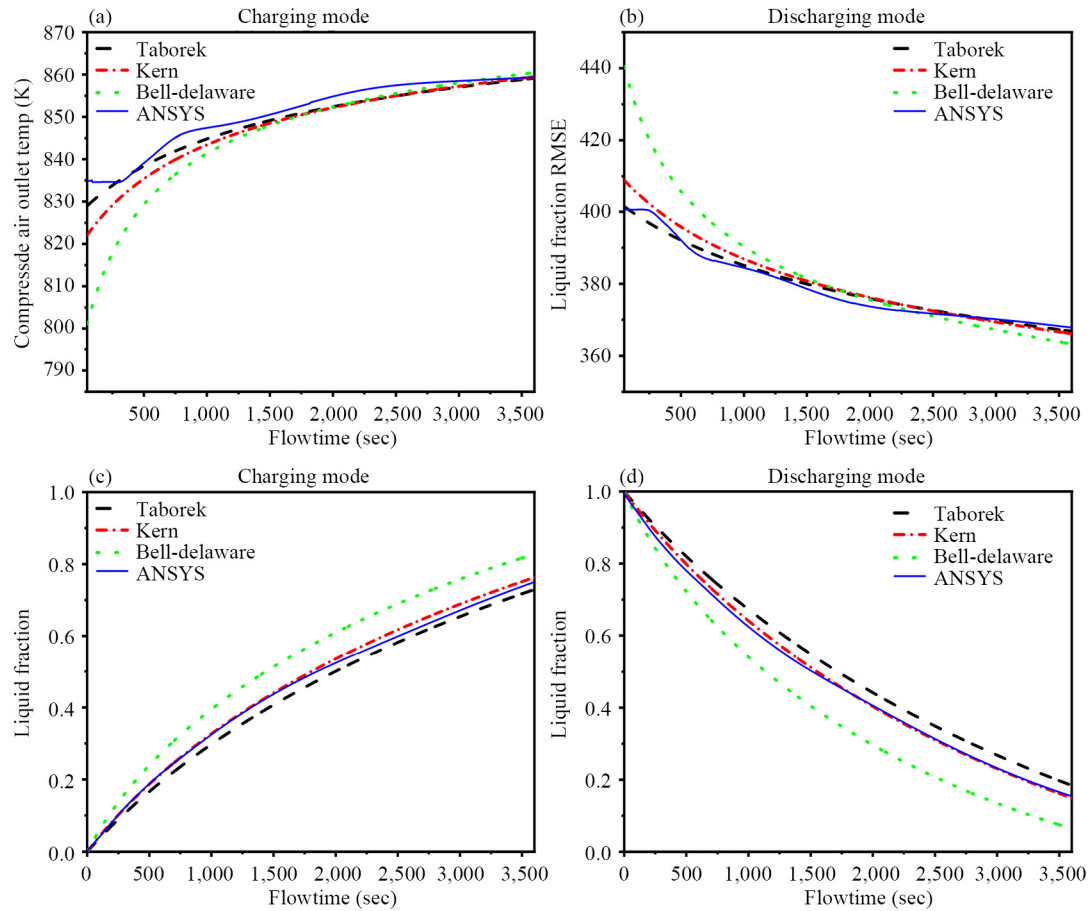 (a) Charging mode
870
860
850
840
830
820
810
800
790
Compressde air outlet temp (K)
Taborek
Kern
Bell-delaware
ANSYS
500 1,000 1,500 2,000 2,500 3,000 3,500
Flowtime (sec)
(b) Discharging mode
440
420
400
380
360
Liquid fraction RMSE
Taborek
Kern
Bell-delaware
ANSYS
500 1,000 1,500 2,000 2,500 3,000 3,500
Flowtime (sec)
(c) Charging mode
1.0
0.8
0.6
0.4
0.2
0.0
Liquid fraction
Taborek
Kern
Bell-delaware
ANSYS
0 500 1,000 1,500 2,000 2,500 3,000 3,500
Flowtime (sec)
(d) Discharging mode
1.0
0.8
0.6
0.4
0.2
0.0
Liquid fraction
Taborek
Kern
Bell-delaware
ANSYS
0 500 1,000 1,500 2,000 2,500 3,000 3,500
Flowtime (sec)